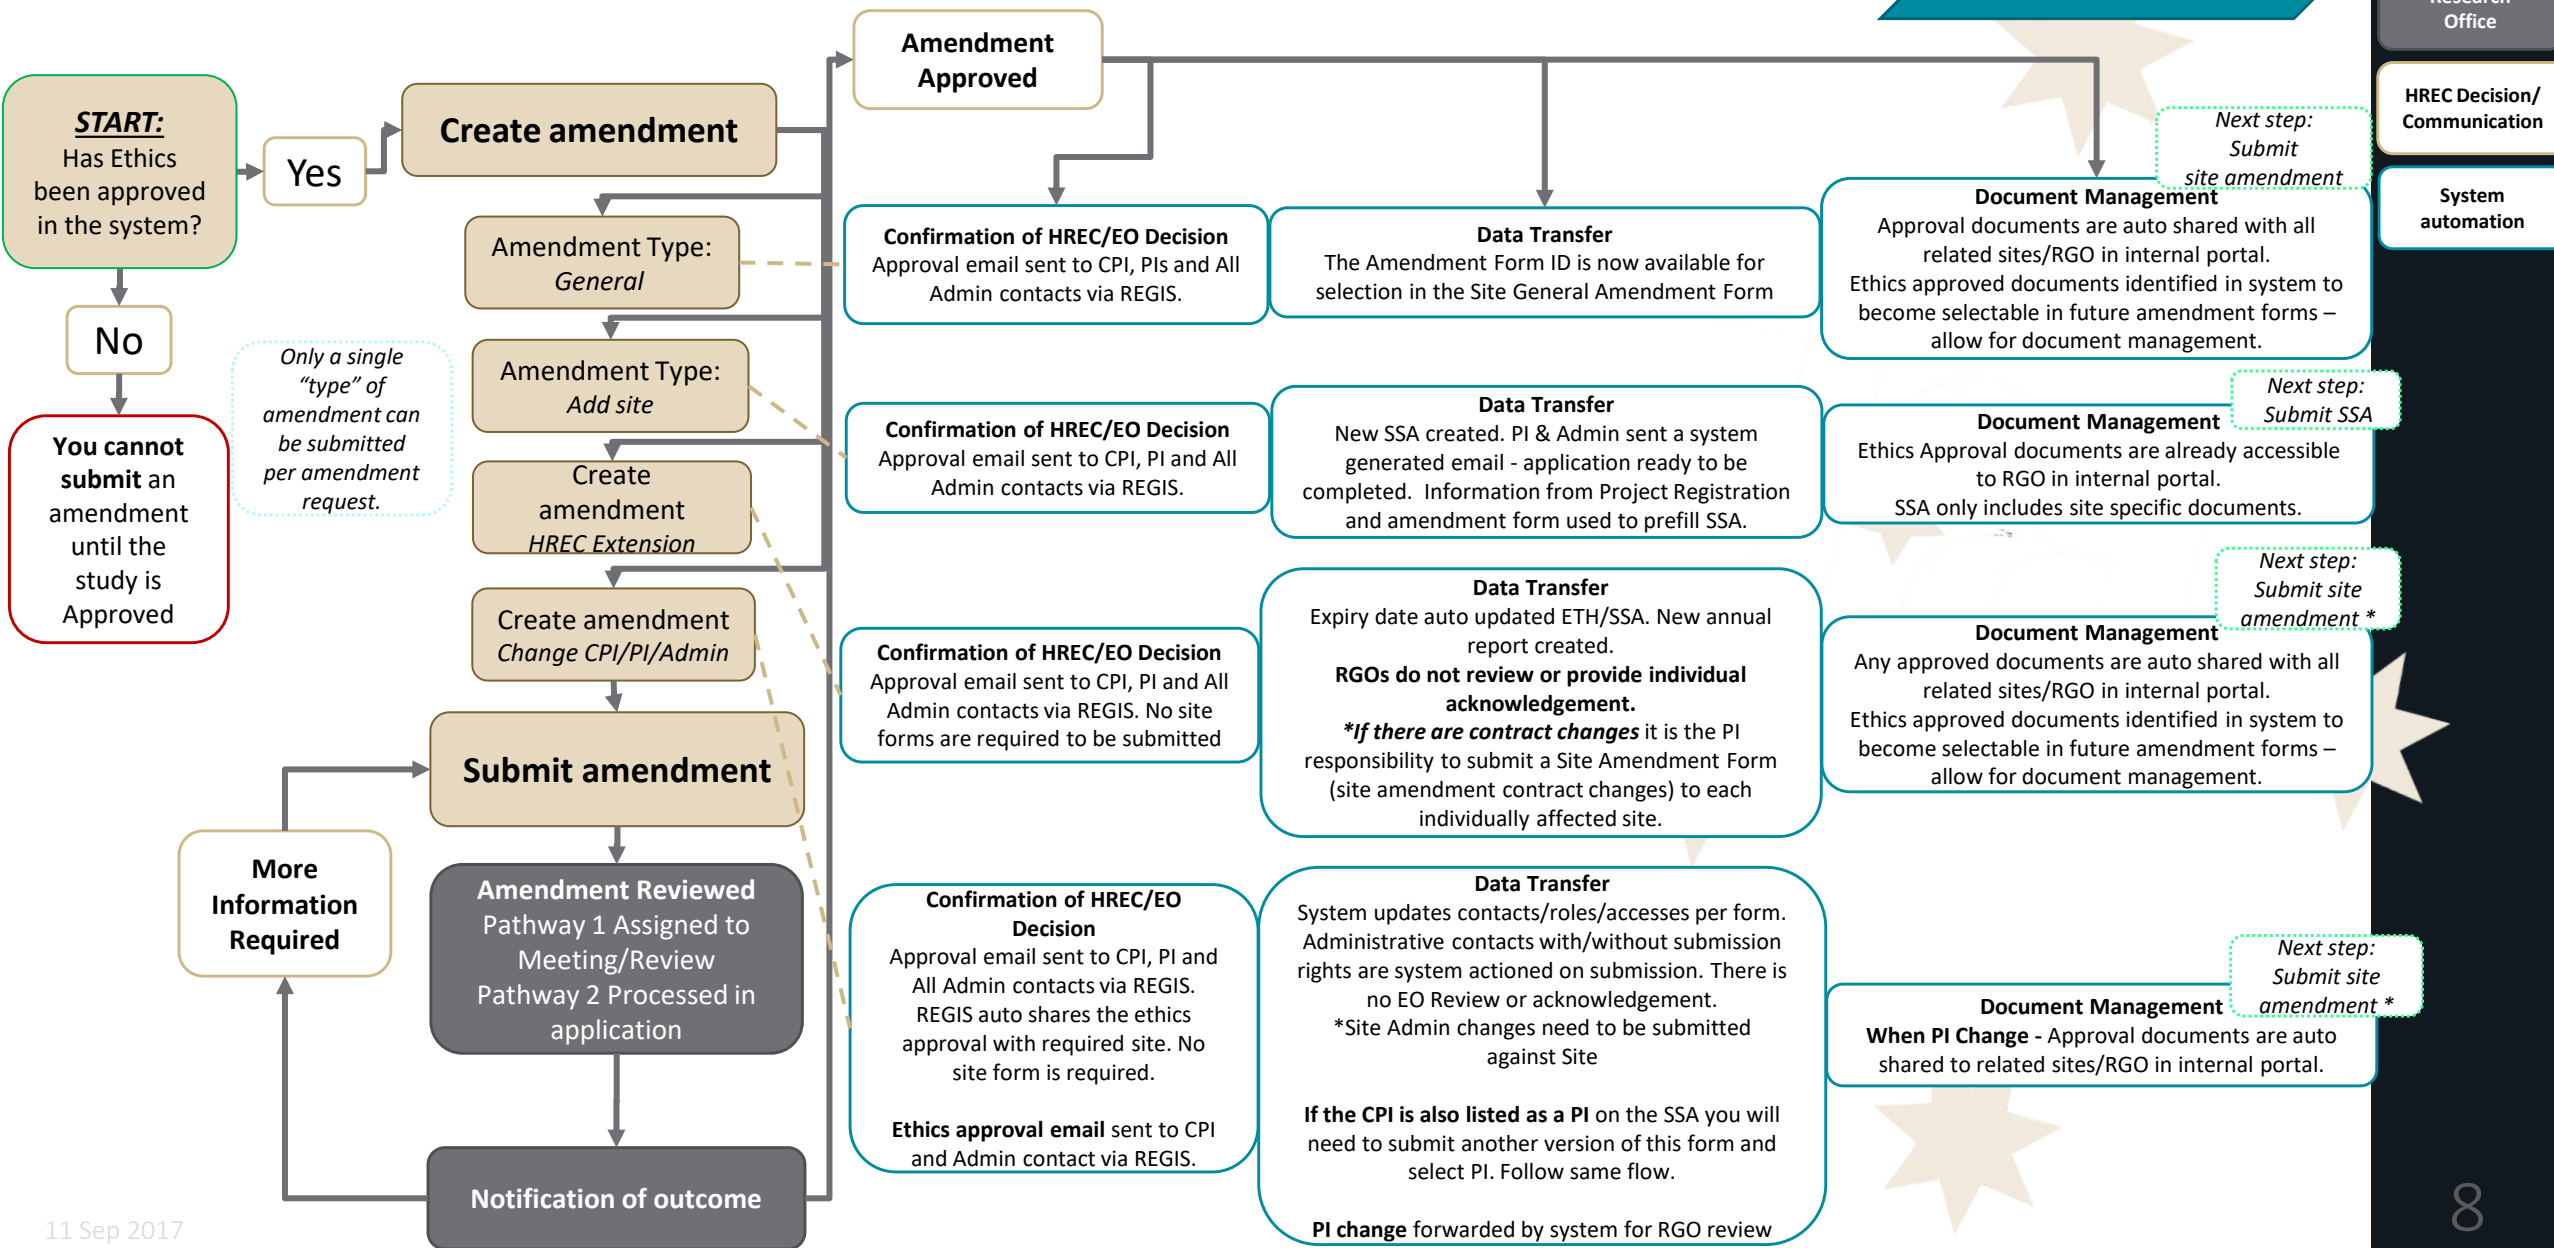 START:
Has Ethics
been approved
in the system?
Yes
No
You cannot
submit an
amendment
until the
study is
Approved
Only a single
“type” of
amendment can
be submitted
per amendment
request.
Create amendment
Amendment Type:
General
Amendment Type:
Add site
Create
amendment
HREC Extension
Create amendment
Change CPI/PI/Admin
Submit amendment
More
Information
Required
Amendment Reviewed
Pathway 1 Assigned to
Meeting/Review
Pathway 2 Processed in
application
Notification of outcome
Amendment
Approved
Confirmation of HREC/EO Decision
Approval email sent to CPI, PIs and All
Admin contacts via REGIS.
Data Transfer
The Amendment Form ID is now available for
selection in the Site General Amendment Form
Next step:
Submit
site amendment
Document Management
Approval documents are auto shared with all
related sites/RGO in internal portal.
Ethics approved documents identified in system to
become selectable in future amendment forms –
allow for document management.
Confirmation of HREC/EO Decision
Approval email sent to CPI, PI and All
Admin contacts via REGIS.
Data Transfer
New SSA created. PI & Admin sent a system
generated email - application ready to be
completed.  Information from Project Registration
and amendment form used to prefill SSA.
Next step:
Submit SSA
Document Management
Ethics Approval documents are already accessible
to RGO in internal portal.
SSA only includes site specific documents.
Confirmation of HREC/EO Decision
Approval email sent to CPI, PI and All
Admin contacts via REGIS. No site
forms are required to be submitted
Data Transfer
Expiry date auto updated ETH/SSA. New annual
report created.
RGOs do not review or provide individual
acknowledgement.
*If there are contract changes it is the PI
responsibility to submit a Site Amendment Form
(site amendment contract changes) to each
individually affected site.
Next step:
Submit site
amendment *
Document Management
Any approved documents are auto shared with all
related sites/RGO in internal portal.
Ethics approved documents identified in system to
become selectable in future amendment forms –
allow for document management.
Confirmation of HREC/EO
Decision
Approval email sent to CPI, PI and
All Admin contacts via REGIS.
REGIS auto shares the ethics
approval with required site. No
site form is required.
Ethics approval email sent to CPI
and Admin contact via REGIS.
Data Transfer
System updates contacts/roles/accesses per form.
Administrative contacts with/without submission
rights are system actioned on submission. There is
no EO Review or acknowledgement.
*Site Admin changes need to be submitted
against Site
If the CPI is also listed as a PI on the SSA you will
need to submit another version of this form and
select PI. Follow same flow.
PI change forwarded by system for RGO review
Next step:
Submit site
amendment *
Document Management
When PI Change - Approval documents are auto
shared to related sites/RGO in internal portal.
Research
Office
HREC Decision/
Communication
System
automation
11 Sep 2017
8